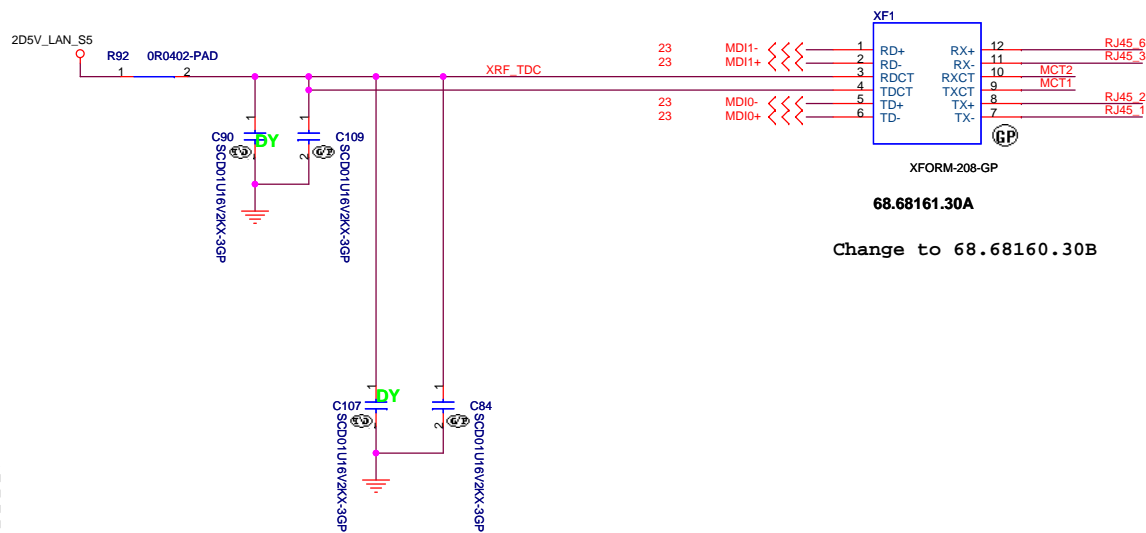 2D5V_LAN_S5
R92 0R0402-PAD
1 2
XRF_TDC
C90
1
DY
2
SCD01U16V2KX-3GP
C109
1
2
SCD01U16V2KX-3GP
C107
1
DY
2
SCD01U16V2KX-3GP
C84
1
2
SCD01U16V2KX-3GP
XF1
23 MDI1- 1 RD+ RX+ 12 RJ45_6
23 MDI1+ 2 RD- RX- 11 RJ45_3
3 RDCT RXCT 10 MCT2
4 TDCT TXCT 9 MCT1
23 MDI0- 5 TD+ TX+ 8 RJ45_2
23 MDI0+ 6 TD- TX- 7 RJ45_1
GP
XFORM-208-GP
68.68161.30A
Change to 68.68160.30B